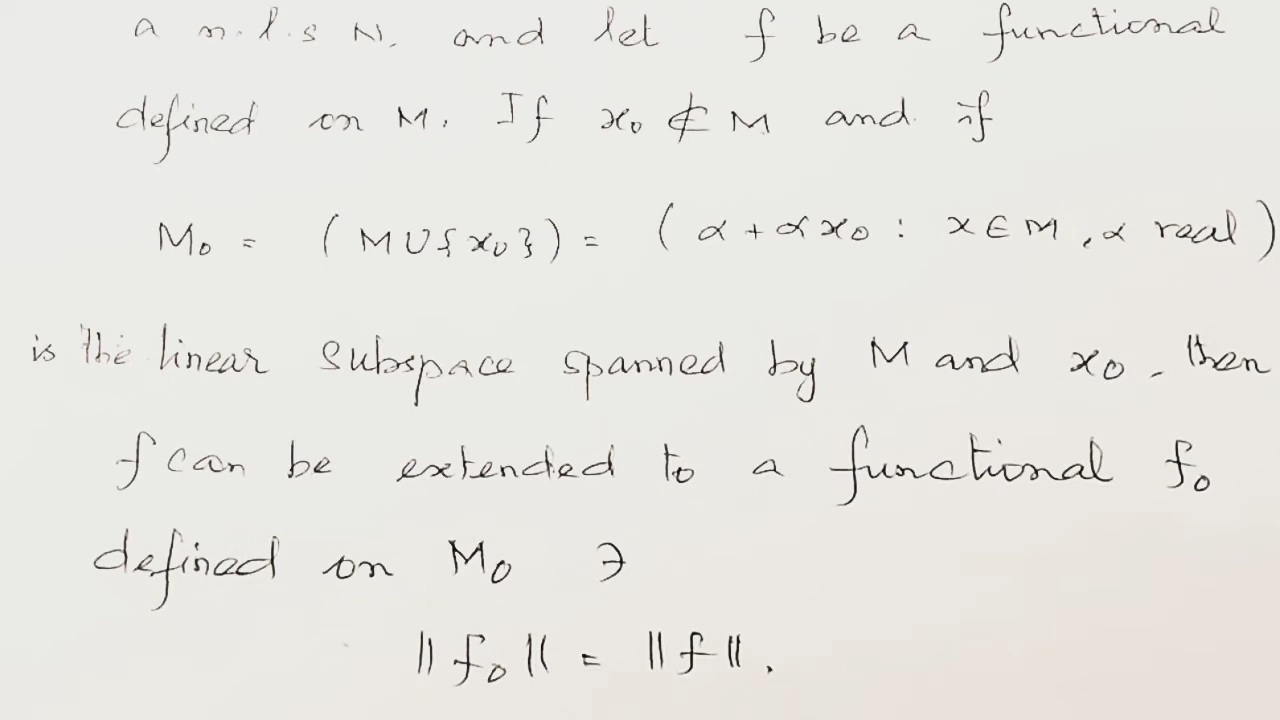 a n.l.s N. and let f be a functional
defined on M. If x₀ ∉ M and if
M₀ = (M∪{x₀}) = (α + αx₀ : x∈M, α real)
is the linear subspace spanned by M and x₀, then
f can be extended to a functional f₀
defined on M₀ ∋
||f₀|| = ||f||.